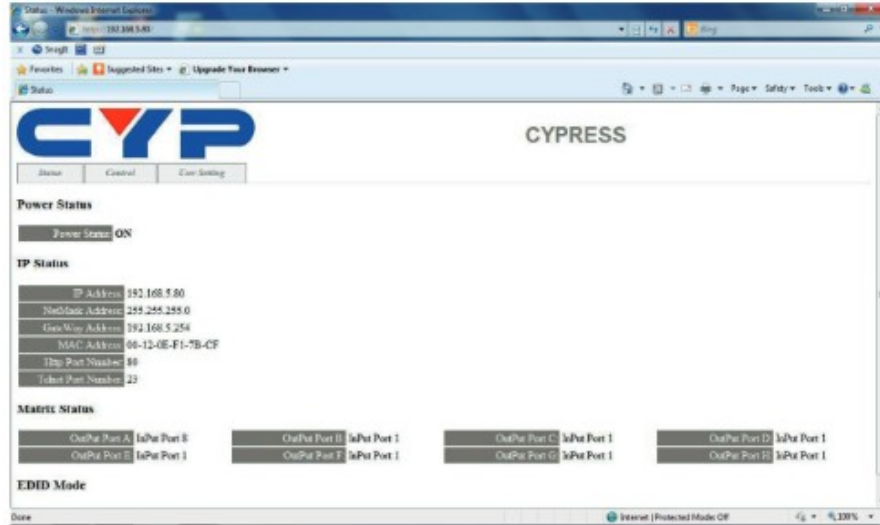 Status - Windows Internet Explorer
Bing
X SnagIt
Favorites Suggested Sites Upgrade Your Browser
Status Page Safety Tools
CYP CYPRESS
Status Control User Setting
Power Status
Power Status: ON
IP Status
IP Address: 192.168.5.80
NetMask Address: 255.255.255.0
GateWay Address: 192.168.5.254
MAC Address: 00-12-0E-F1-7B-CF
Http Port Number: 80
Telnet Port Number: 23
Matrix Status
OutPut Port A: InPut Port 8 OutPut Port B: InPut Port 1 OutPut Port C: InPut Port 1 OutPut Port D: InPut Port 1
OutPut Port E: InPut Port 1 OutPut Port F: InPut Port 1 OutPut Port G: InPut Port 1 OutPut Port H: InPut Port 1
EDID Mode
Done Internet | Protected Mode: Off 100%